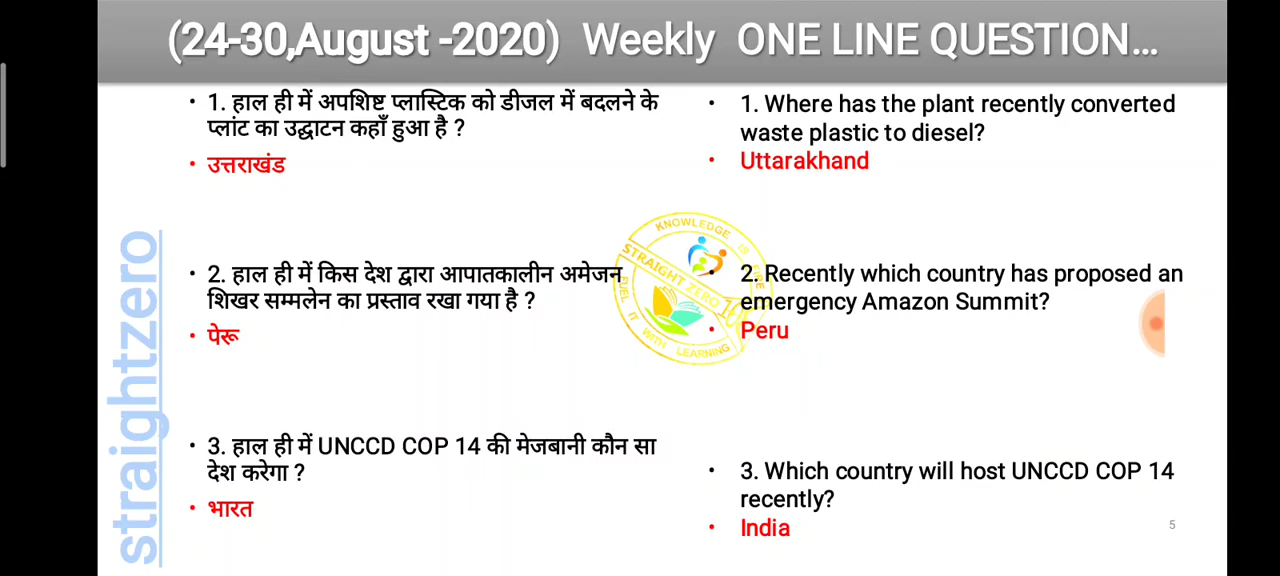 (24-30,August -2020) Weekly ONE LINE QUESTION...
• 1. हाल ही में अपशिष्ट प्लास्टिक को डीजल में बदलने के
प्लांट का उद्घाटन कहाँ हुआ है ?
• उत्तराखंड
• 2. हाल ही में किस देश द्वारा आपातकालीन अमेजन
शिखर सम्मलेन का प्रस्ताव रखा गया है ?
• पेरू
• 3. हाल ही में UNCCD COP 14 की मेजबानी कौन सा
देश करेगा ?
• भारत
• 1. Where has the plant recently converted
waste plastic to diesel?
• Uttarakhand
• 2. Recently which country has proposed an
emergency Amazon Summit?
• Peru
• 3. Which country will host UNCCD COP 14
recently?
• India
straightzero
KNOWLEDGE IS
STRAIGHT ZERO
FUEL IT WITH LEARNING
5